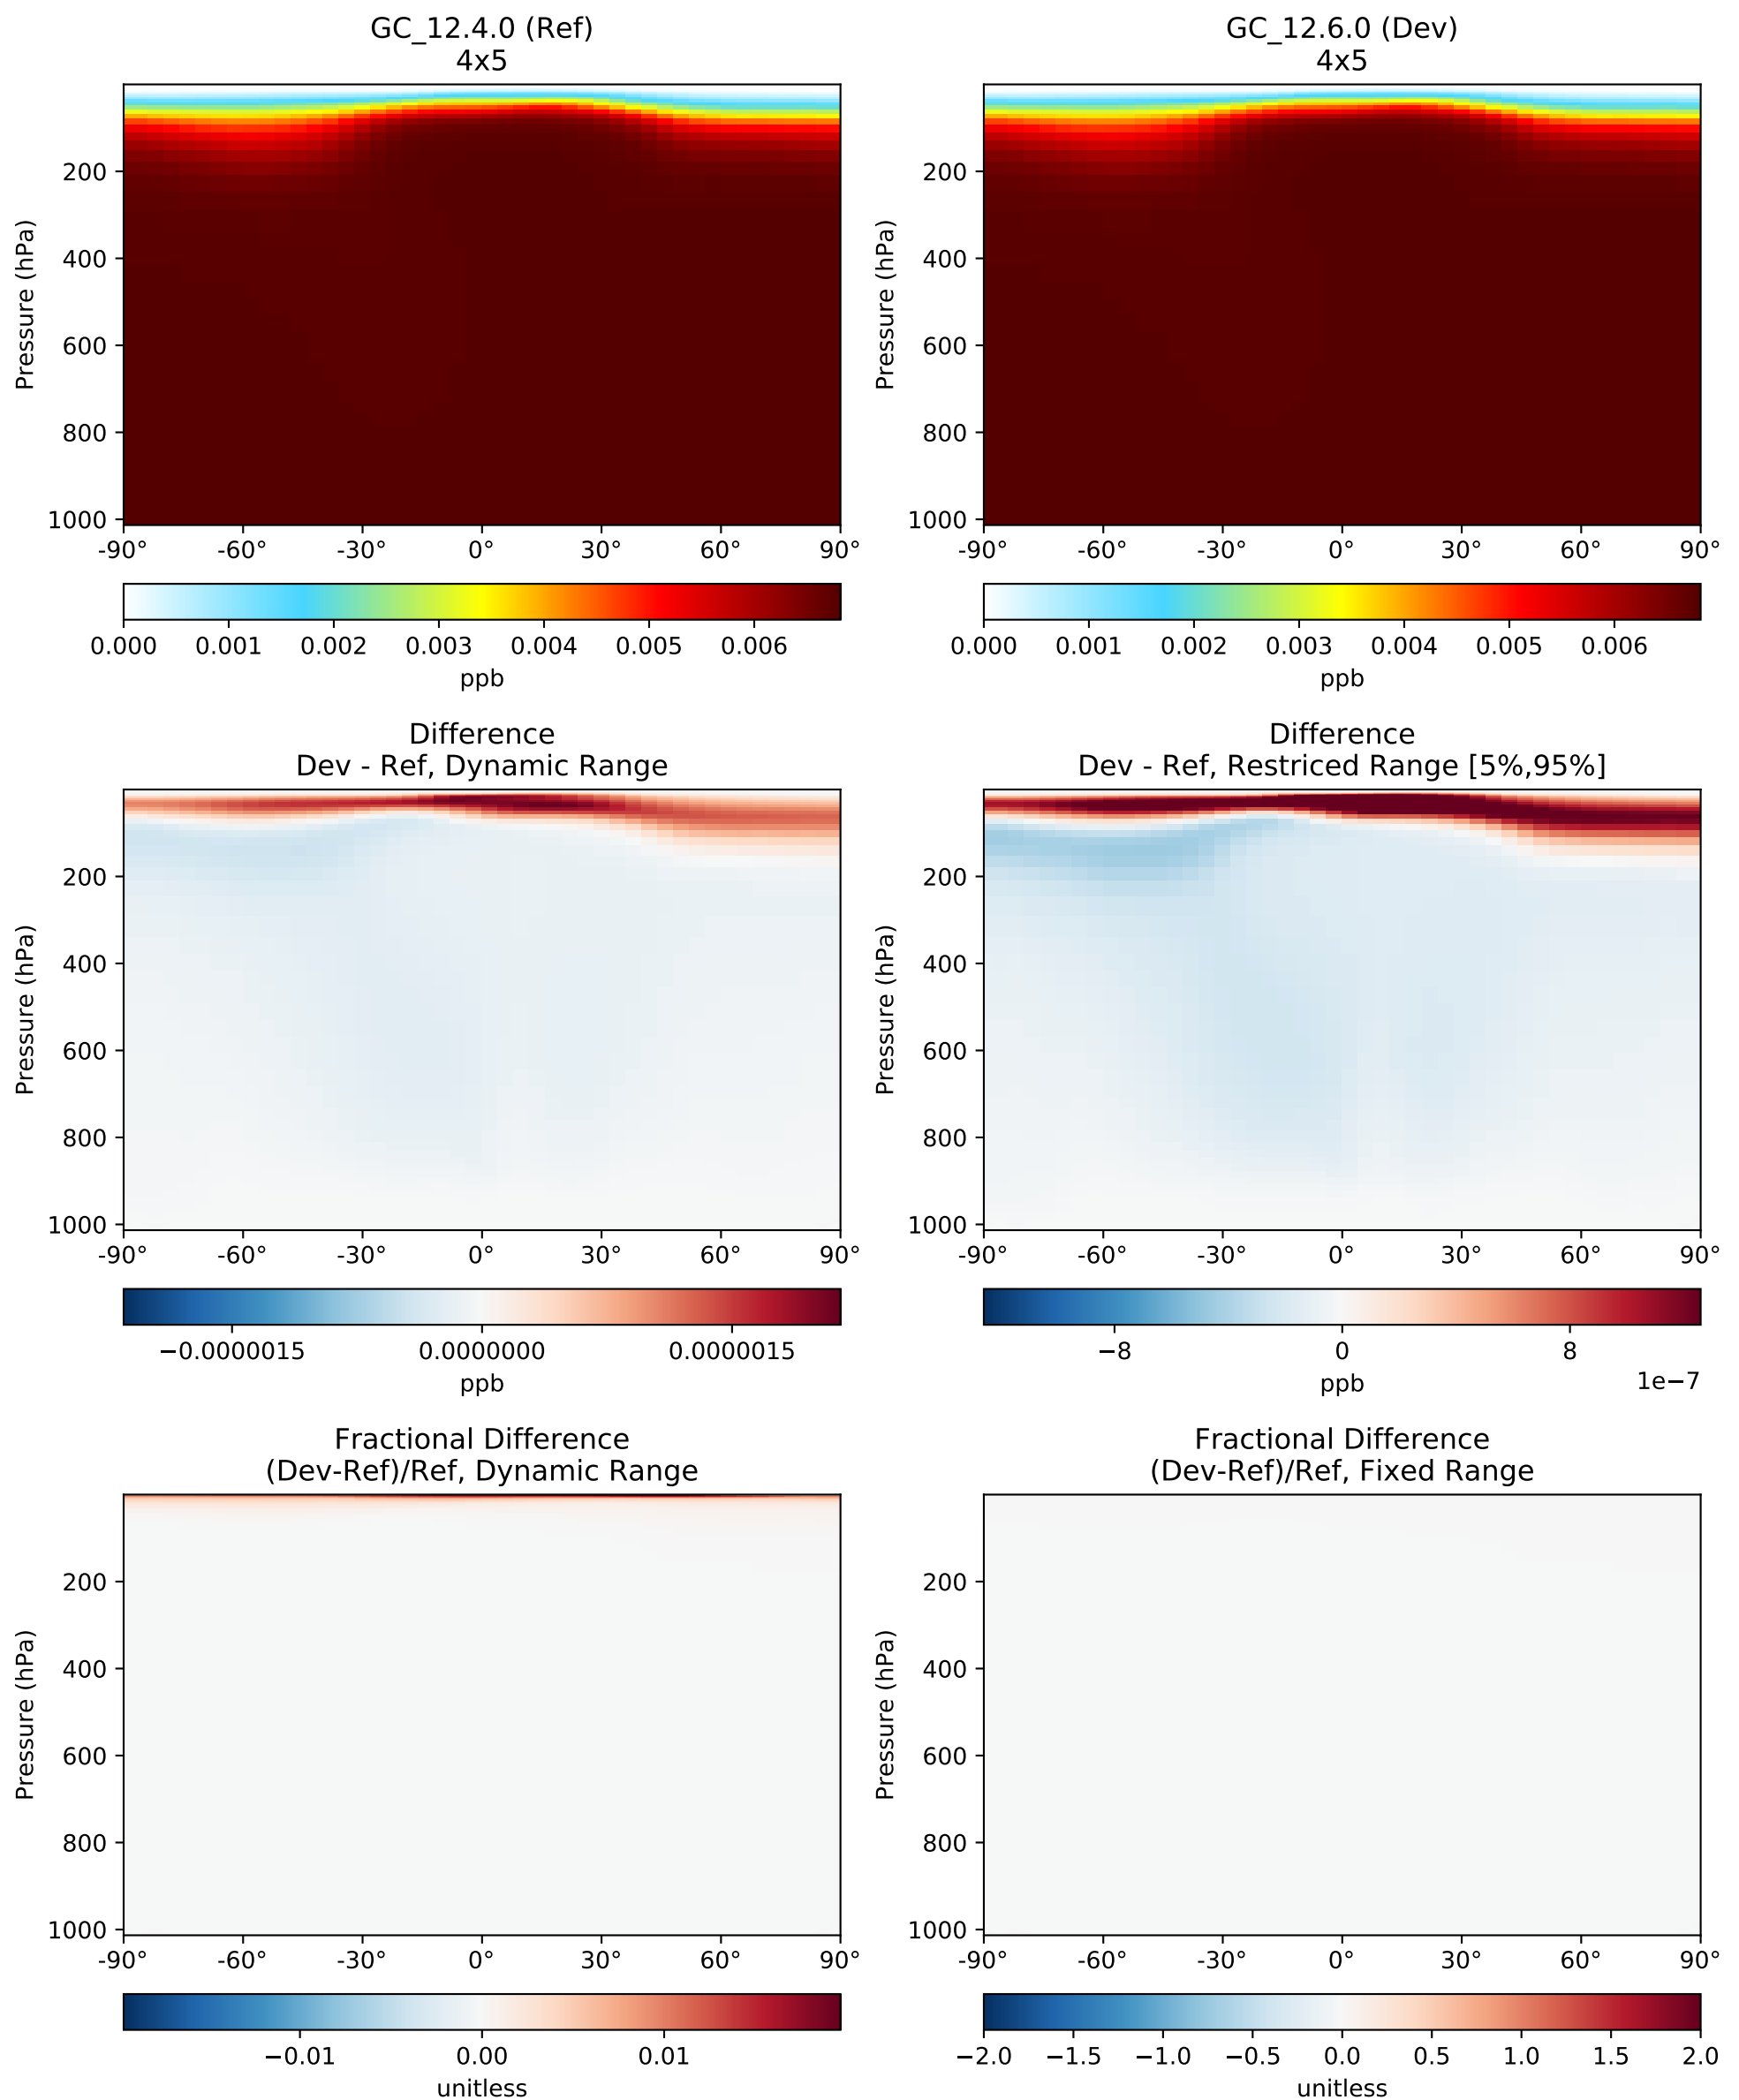 GC_12.4.0 (Ref)
4x5
GC_12.6.0 (Dev)
4x5
Pressure (hPa)
200
400
600
800
1000
-90° -60° -30° 0° 30° 60° 90°
0.000 0.001 0.002 0.003 0.004 0.005 0.006
ppb
Pressure (hPa)
200
400
600
800
1000
-90° -60° -30° 0° 30° 60° 90°
0.000 0.001 0.002 0.003 0.004 0.005 0.006
ppb
Difference
Dev - Ref, Dynamic Range
Pressure (hPa)
200
400
600
800
1000
-90° -60° -30° 0° 30° 60° 90°
−0.0000015 0.0000000 0.0000015
ppb
Difference
Dev - Ref, Restriced Range [5%,95%]
Pressure (hPa)
200
400
600
800
1000
-90° -60° -30° 0° 30° 60° 90°
−8 0 8
ppb
1e−7
Fractional Difference
(Dev-Ref)/Ref, Dynamic Range
Pressure (hPa)
200
400
600
800
1000
-90° -60° -30° 0° 30° 60° 90°
−0.01 0.00 0.01
unitless
Fractional Difference
(Dev-Ref)/Ref, Fixed Range
Pressure (hPa)
200
400
600
800
1000
-90° -60° -30° 0° 30° 60° 90°
−2.0 −1.5 −1.0 −0.5 0.0 0.5 1.0 1.5 2.0
unitless